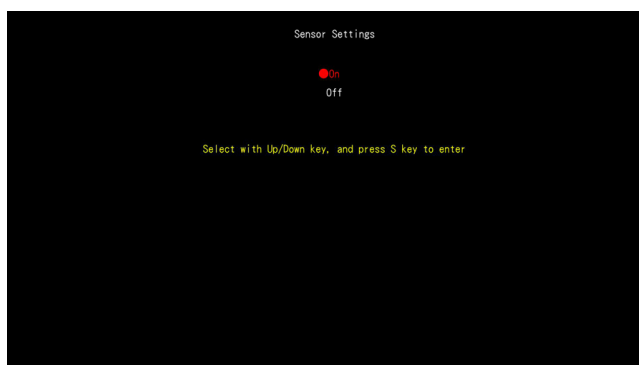 Sensor Settings
On
Off
Select with Up/Down key, and press S key to enter